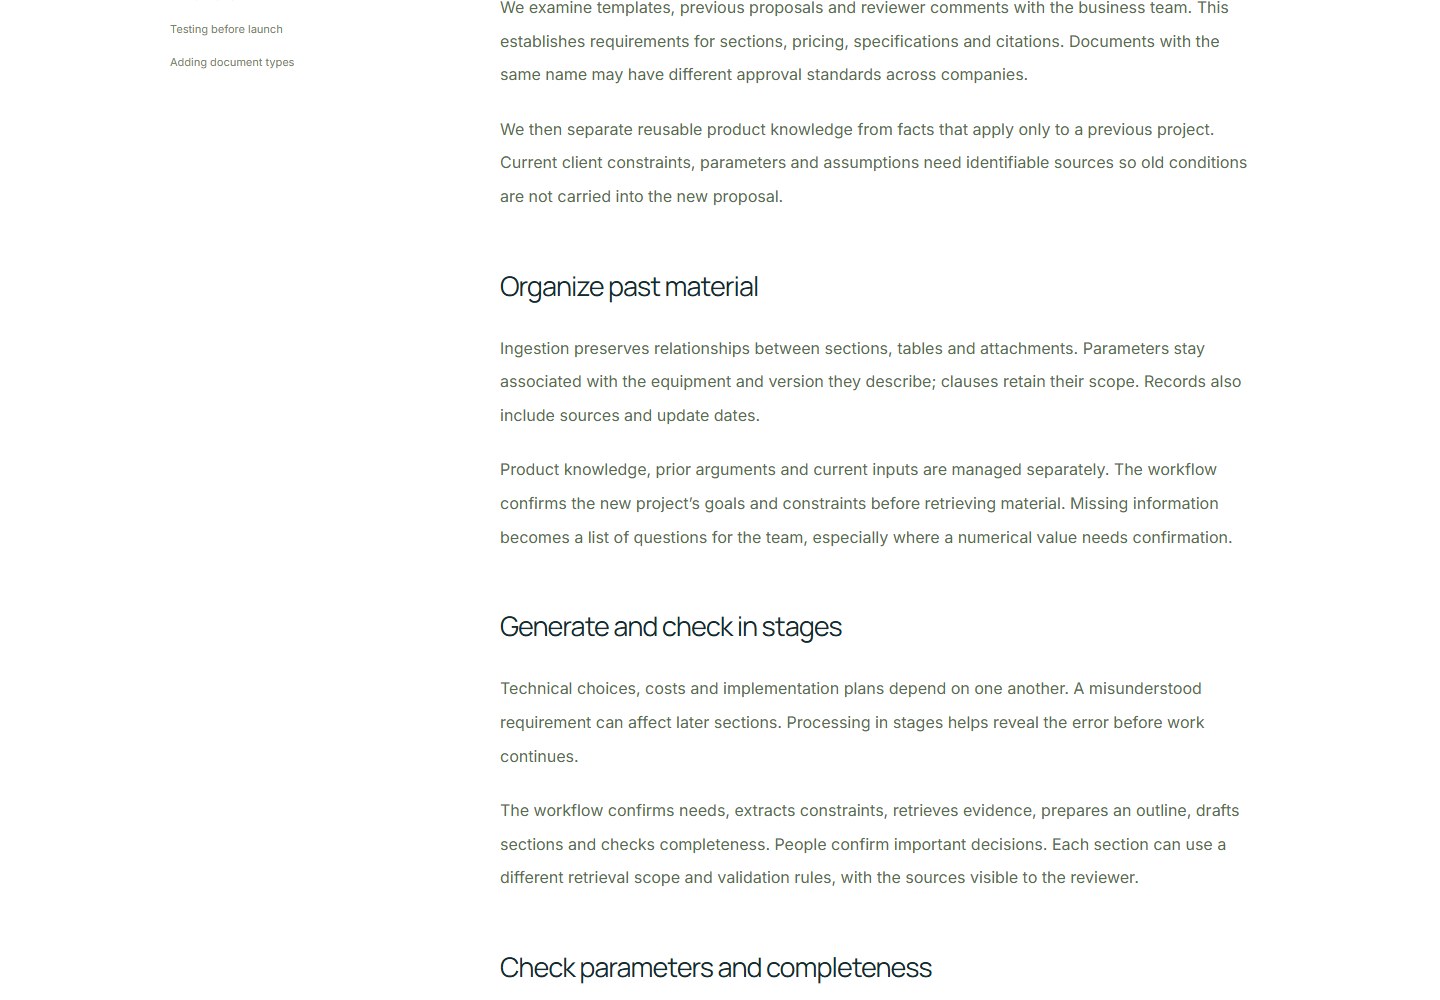 Testing before launch
Adding document types
We examine templates, previous proposals and reviewer comments with the business team. This
establishes requirements for sections, pricing, specifications and citations. Documents with the
same name may have different approval standards across companies.
We then separate reusable product knowledge from facts that apply only to a previous project.
Current client constraints, parameters and assumptions need identifiable sources so old conditions
are not carried into the new proposal.
Organize past material
Ingestion preserves relationships between sections, tables and attachments. Parameters stay
associated with the equipment and version they describe; clauses retain their scope. Records also
include sources and update dates.
Product knowledge, prior arguments and current inputs are managed separately. The workflow
confirms the new project’s goals and constraints before retrieving material. Missing information
becomes a list of questions for the team, especially where a numerical value needs confirmation.
Generate and check in stages
Technical choices, costs and implementation plans depend on one another. A misunderstood
requirement can affect later sections. Processing in stages helps reveal the error before work
continues.
The workflow confirms needs, extracts constraints, retrieves evidence, prepares an outline, drafts
sections and checks completeness. People confirm important decisions. Each section can use a
different retrieval scope and validation rules, with the sources visible to the reviewer.
Check parameters and completeness